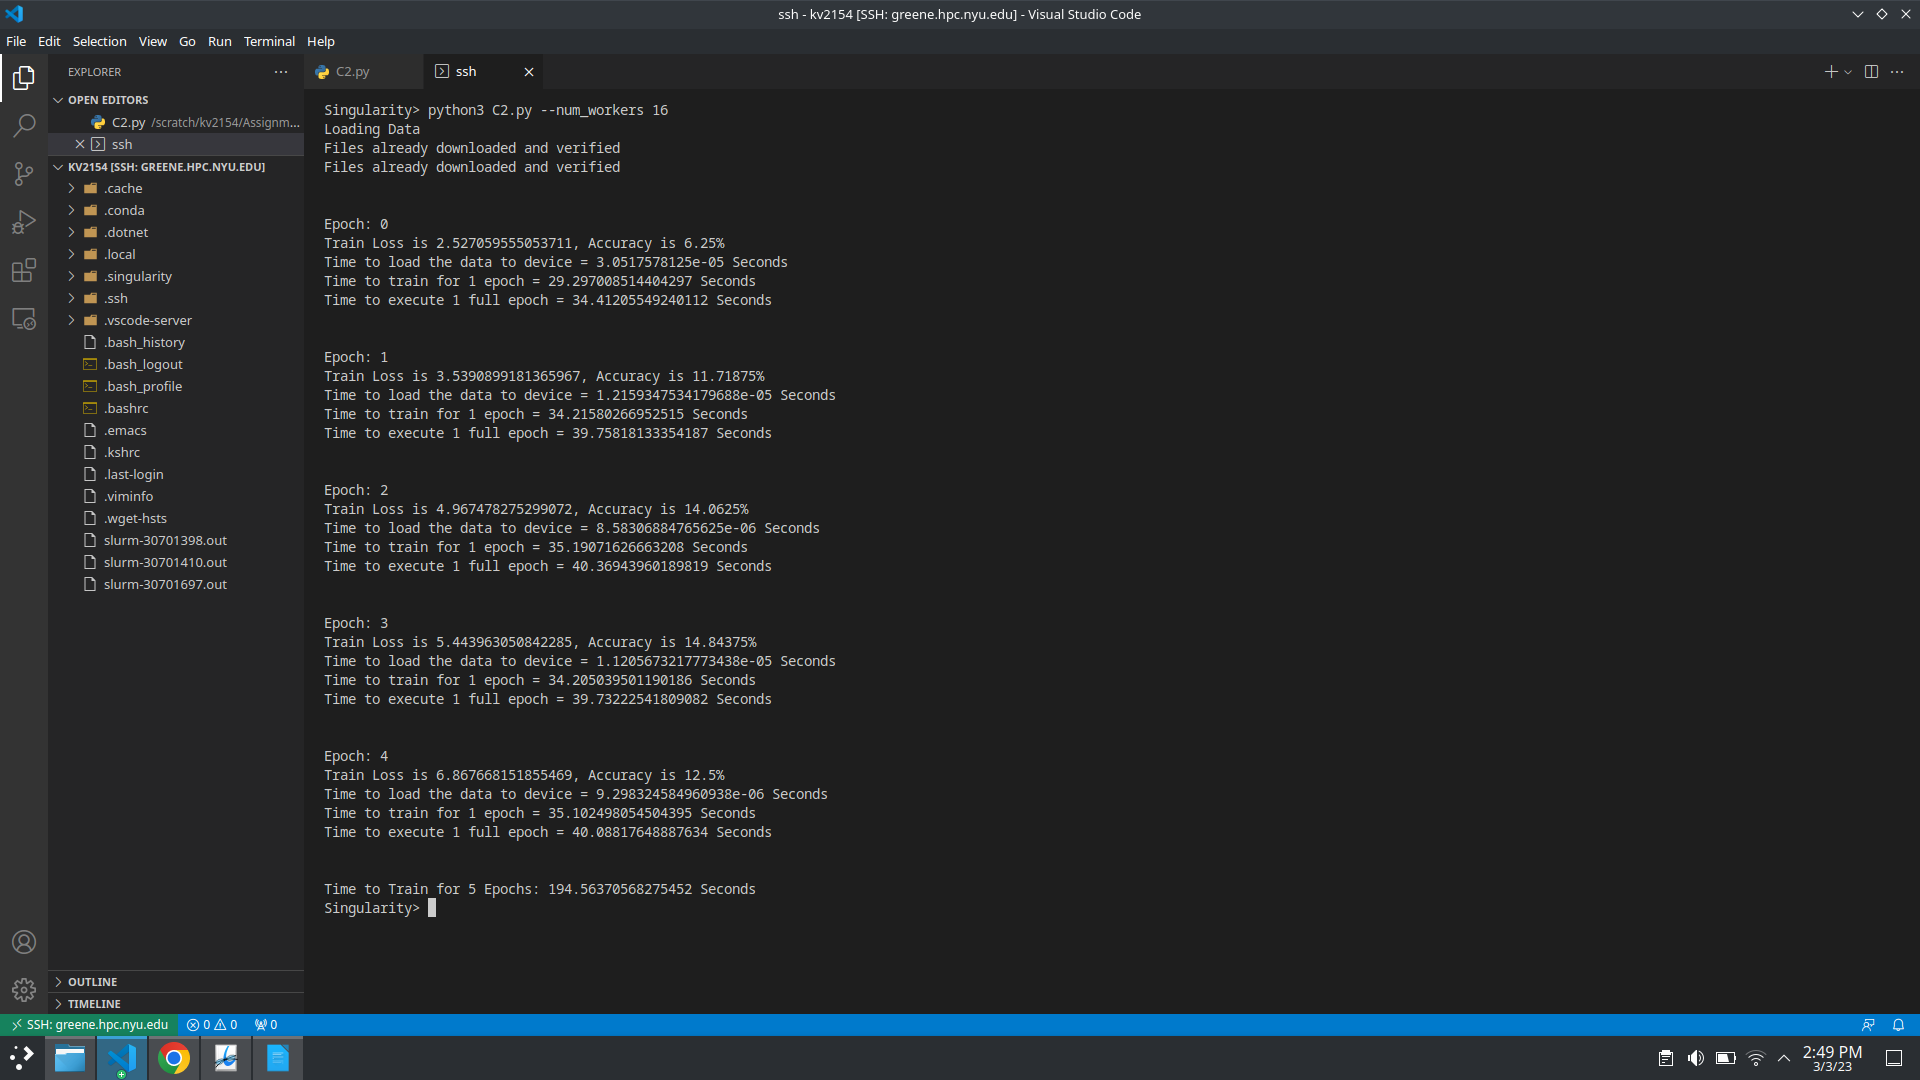 ssh - kv2154 [SSH: greene.hpc.nyu.edu] - Visual Studio Code
File Edit Selection View Go Run Terminal Help
EXPLORER
OPEN EDITORS
C2.py /scratch/kv2154/Assignm...
ssh
KV2154 [SSH: GREENE.HPC.NYU.EDU]
.cache
.conda
.dotnet
.local
.singularity
.ssh
.vscode-server
.bash_history
.bash_logout
.bash_profile
.bashrc
.emacs
.kshrc
.last-login
.viminfo
.wget-hsts
slurm-30701398.out
slurm-30701410.out
slurm-30701697.out
OUTLINE
TIMELINE
C2.py
ssh
Singularity> python3 C2.py --num_workers 16
Loading Data
Files already downloaded and verified
Files already downloaded and verified
Epoch: 0
Train Loss is 2.527059555053711, Accuracy is 6.25%
Time to load the data to device = 3.0517578125e-05 Seconds
Time to train for 1 epoch = 29.297008514404297 Seconds
Time to execute 1 full epoch = 34.41205549240112 Seconds
Epoch: 1
Train Loss is 3.5390899181365967, Accuracy is 11.71875%
Time to load the data to device = 1.2159347534179688e-05 Seconds
Time to train for 1 epoch = 34.21580266952515 Seconds
Time to execute 1 full epoch = 39.75818133354187 Seconds
Epoch: 2
Train Loss is 4.967478275299072, Accuracy is 14.0625%
Time to load the data to device = 8.58306884765625e-06 Seconds
Time to train for 1 epoch = 35.19071626663208 Seconds
Time to execute 1 full epoch = 40.36943960189819 Seconds
Epoch: 3
Train Loss is 5.443963050842285, Accuracy is 14.84375%
Time to load the data to device = 1.1205673217773438e-05 Seconds
Time to train for 1 epoch = 34.205039501190186 Seconds
Time to execute 1 full epoch = 39.73222541809082 Seconds
Epoch: 4
Train Loss is 6.867668151855469, Accuracy is 12.5%
Time to load the data to device = 9.298324584960938e-06 Seconds
Time to train for 1 epoch = 35.102498054504395 Seconds
Time to execute 1 full epoch = 40.08817648887634 Seconds
Time to Train for 5 Epochs: 194.56370568275452 Seconds
Singularity>
SSH: greene.hpc.nyu.edu 0 0 0
2:49 PM
3/3/23